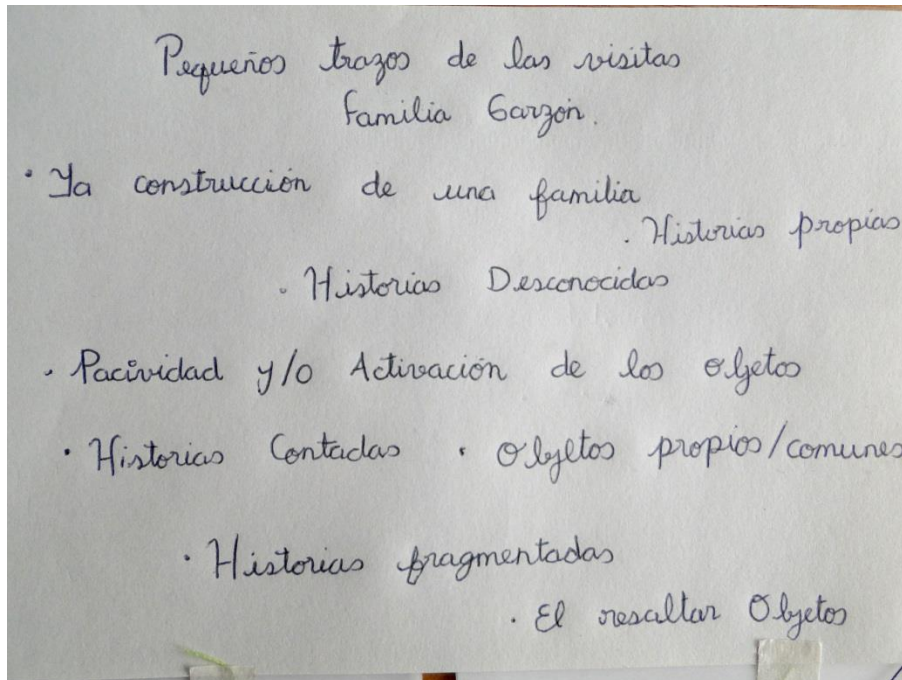 Pequeños trazos de las visitas
Familia Garzón.
· La construcción de una familia
· Historias propias
· Historias Desconocidas
· Pacividad y/o Activación de los objetos
· Historias Contadas · Objetos propios/comunes
· Historias fragmentadas
· El resaltar Objetos